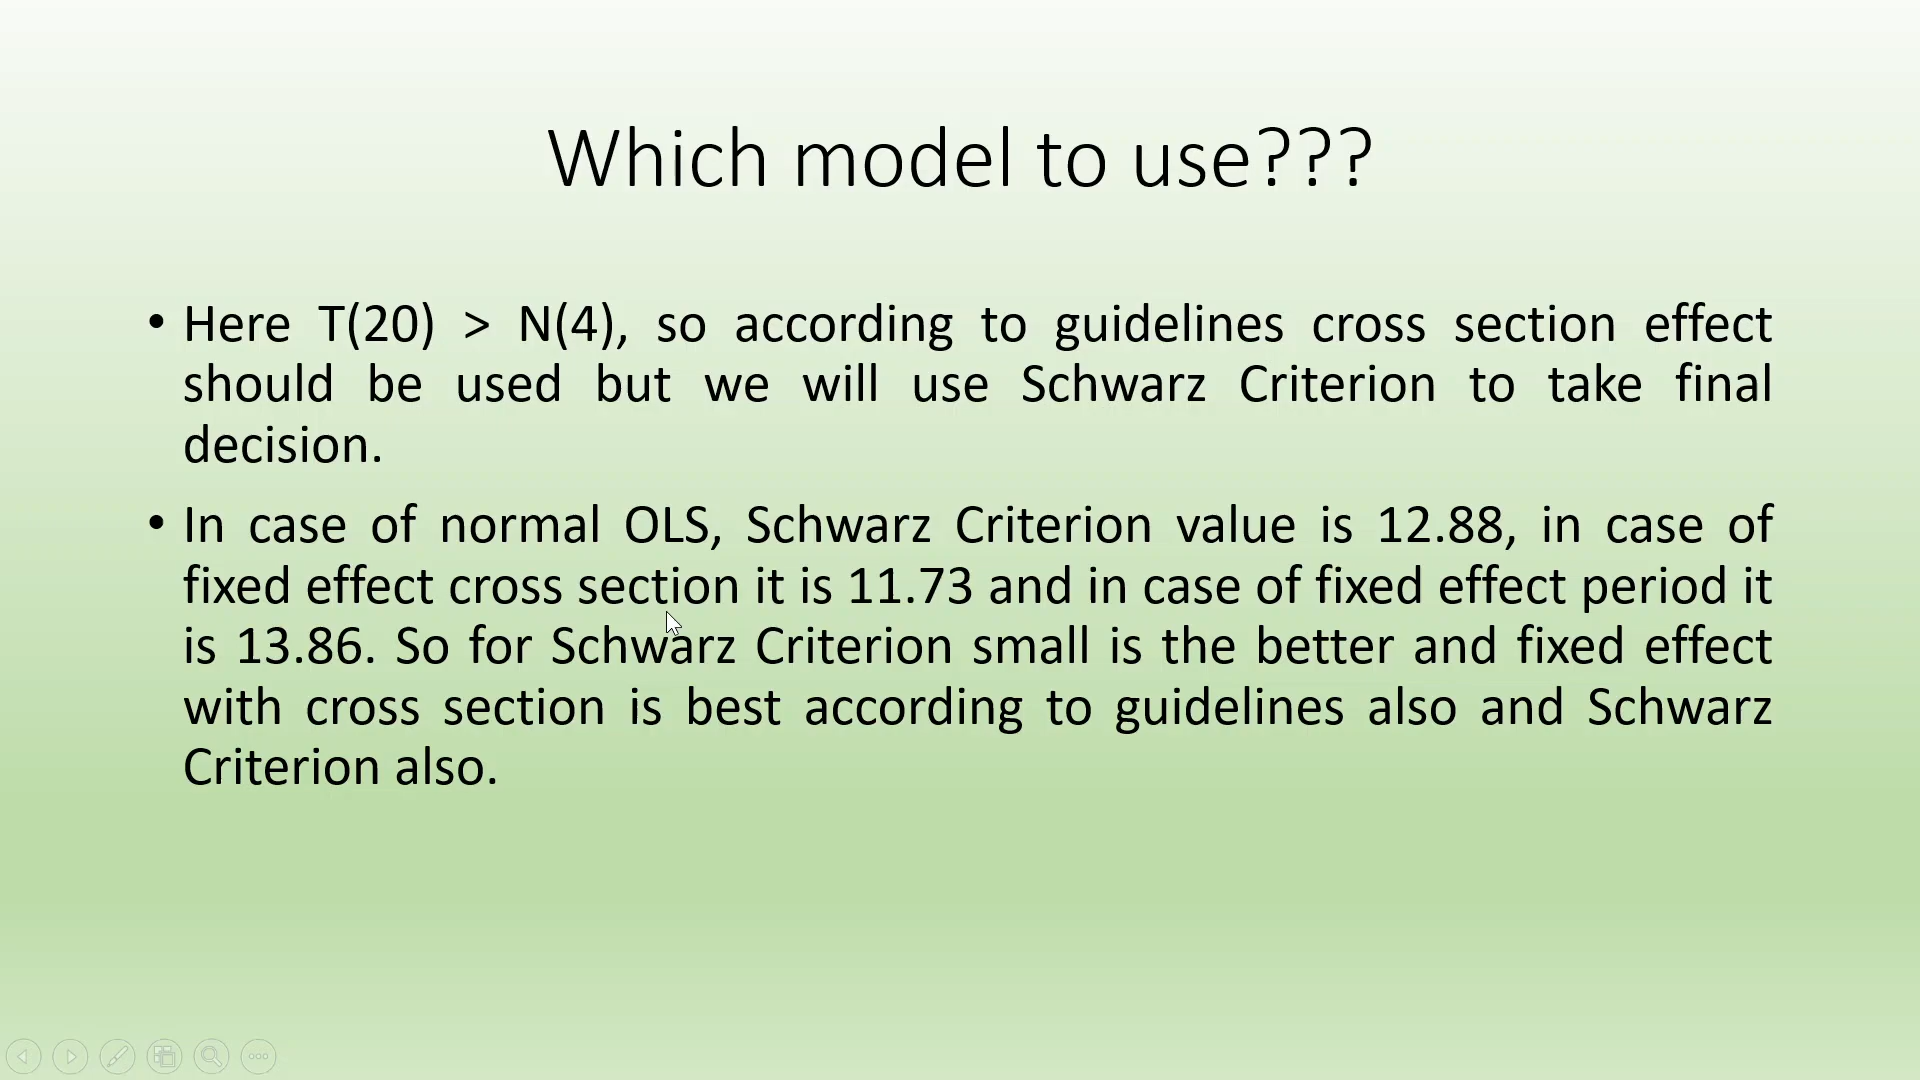 Which model to use???
• Here T(20) > N(4), so according to guidelines cross section effect
should be used but we will use Schwarz Criterion to take final
decision.
• In case of normal OLS, Schwarz Criterion value is 12.88, in case of
fixed effect cross section it is 11.73 and in case of fixed effect period it
is 13.86. So for Schwarz Criterion small is the better and fixed effect
with cross section is best according to guidelines also and Schwarz
Criterion also.